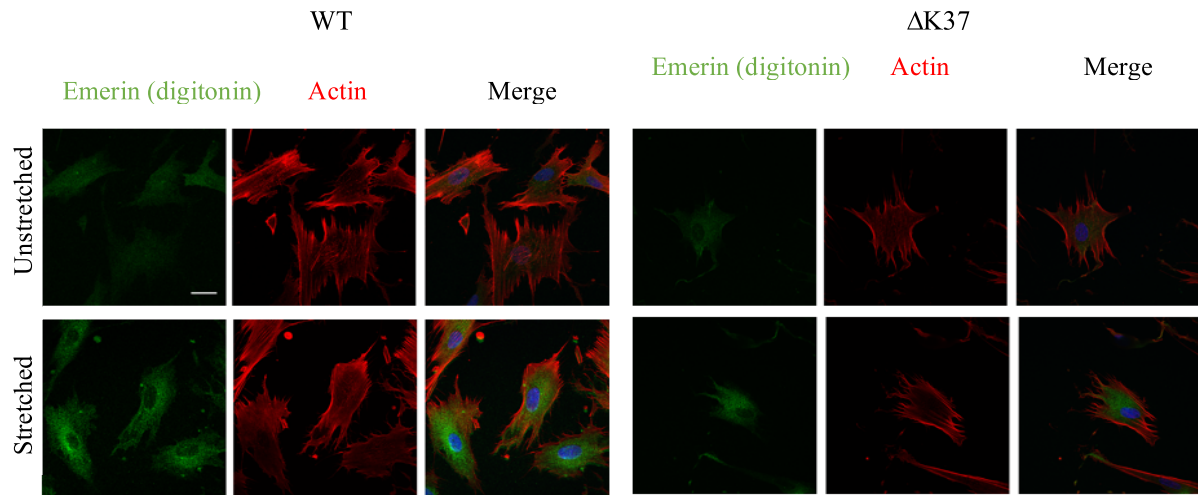 WT
ΔK37
Emerin (digitonin) Actin Merge
Emerin (digitonin) Actin Merge
Unstretched
Stretched